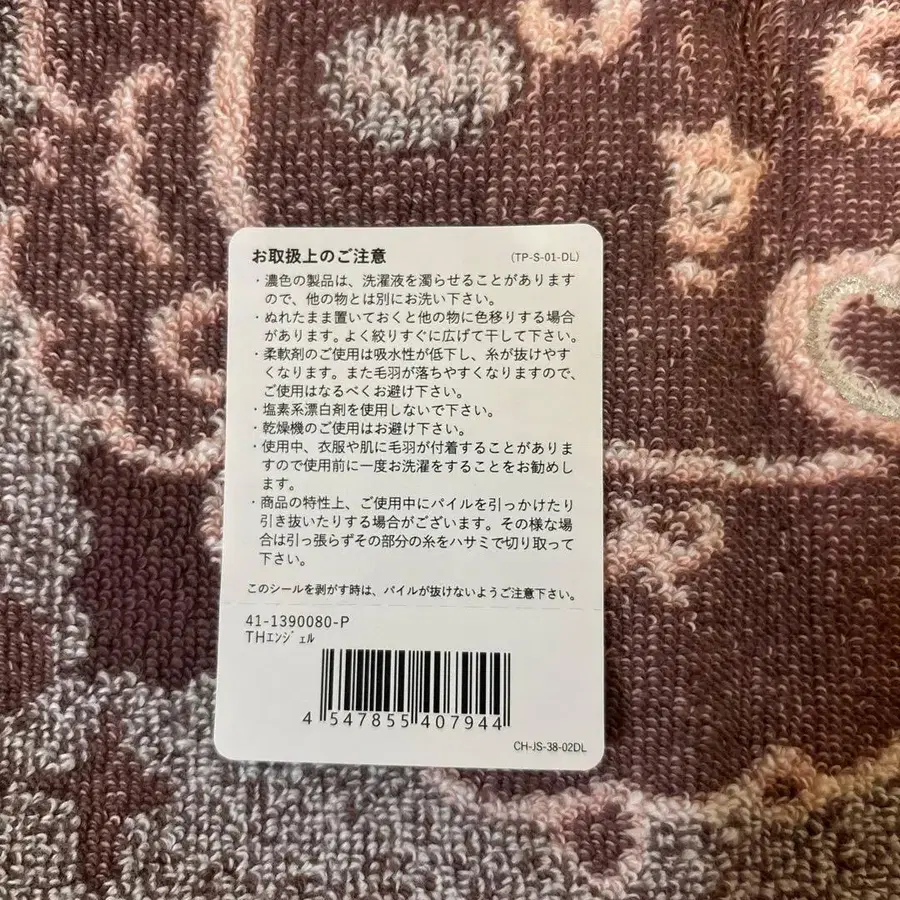 お取扱上のご注意
(TP-S-01-DL)
・濃色の製品は、洗濯液を濁らせることがあります
ので、他の物とは別にお洗い下さい。
・ぬれたまま置いておくと他の物に色移りする場合
があります。よく絞りすぐに広げて干して下さい。
・柔軟剤のご使用は吸水性が低下し、糸が抜けやす
くなります。また毛羽が落ちやすくなりますので、
ご使用はなるべくお避け下さい。
・塩素系漂白剤を使用しないで下さい。
・乾燥機のご使用はお避け下さい。
・使用中、衣服や肌に毛羽が付着することがありま
すので使用前に一度お洗濯をすることをお勧めし
ます。
・商品の特性上、ご使用中にパイルを引っかけたり
引き抜いたりする場合がございます。その様な場
合は引っ張らずその部分の糸をハサミで切り取って
下さい。
このシールを剥がす時は、パイルが抜けないようご注意下さい。
41-1390080-P
THｴﾝｼﾞｪﾙ
4 547855 407944
CH-JS-38-02DL